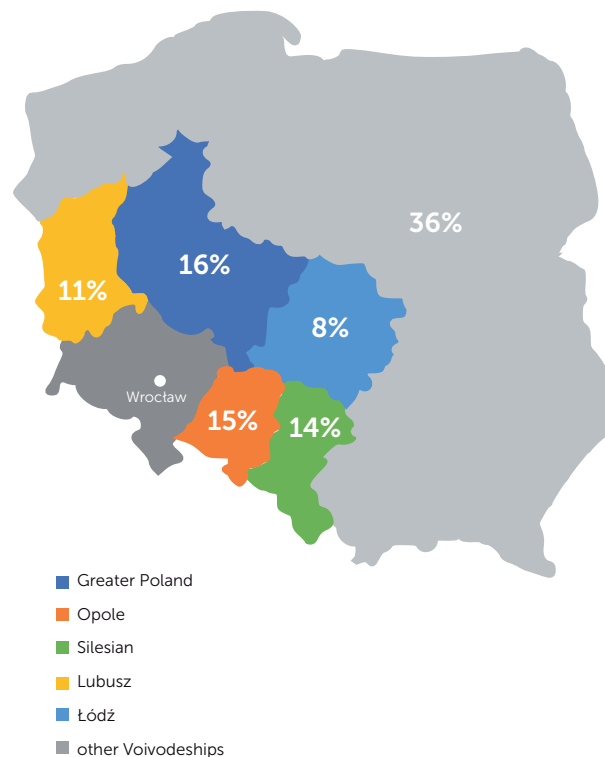 36%
16%
11%
8%
Wrocław
15%
14%
Greater Poland
Opole
Silesian
Lubusz
Łódź
other Voivodeships